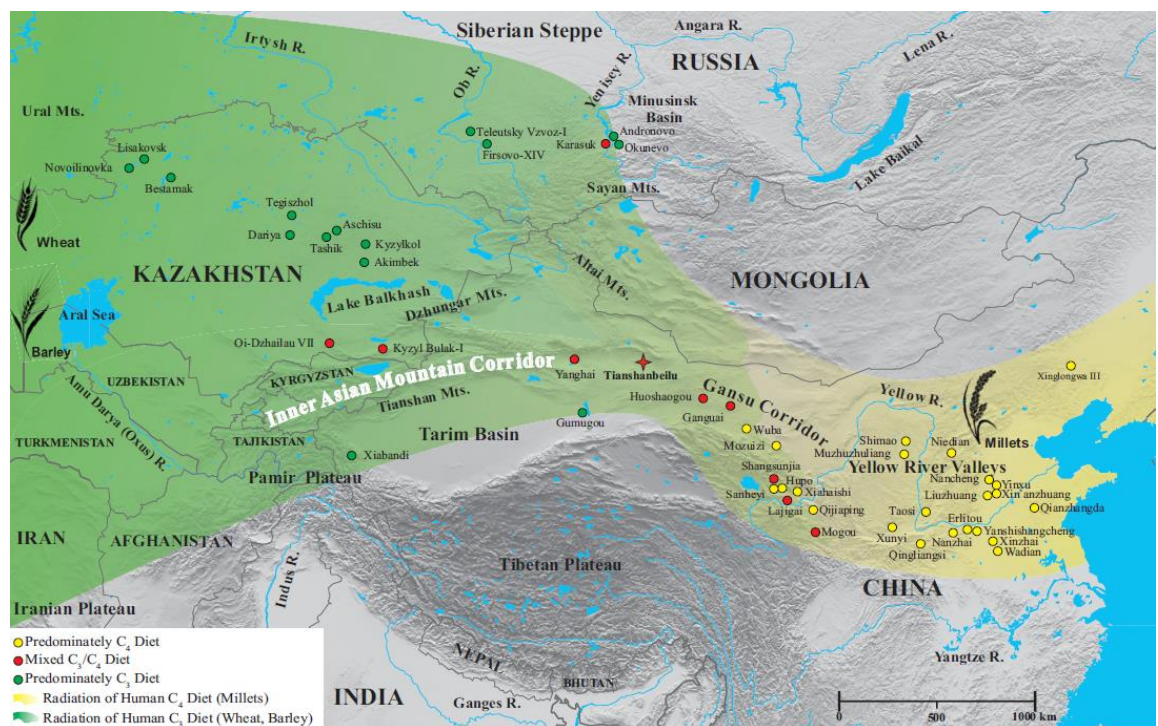 Siberian Steppe
Angara R.
Lena R.
RUSSIA
Irtysh R.
Ob R.
Yenisey R.
Ural Mts.
Minusinsk
Basin
Lisakovsk
Novoilinovka
Bestamak
Teleutsky Vzvoz-I
Firsovo-XIV
Karasuk
Andronovo
Okunevo
Lake Baikal
Sayan Mts.
Wheat
Tegiszhol
Dariya
Aschisu
Tashik
Kyzylkol
Akimbek
KAZAKHSTAN
Altai Mts.
MONGOLIA
Lake Balkhash
Dzhungar Mts.
Aral Sea
Barley
Oi-Dzhailau VII
Kyzyl Bulak-I
Inner Asian Mountain Corridor
Yanghai
Tianshanbeilu
UZBEKISTAN
KYRGYZSTAN
Tianshan Mts.
Amu Darya (Oxus) R.
Huoshaogou
Ganguai
Gansu Corridor
Yellow R.
Xinglongwa III
Millets
TURKMENISTAN
TAJIKISTAN
Tarim Basin
Gumugou
Wuba
Mozuizi
Xiabandi
Pamir Plateau
Shimao
Muzhuzhuliang
Niedian
Yellow River Valleys
Shangsunjia
Hupo
Sanheyi
Xiahaishi
Lajigai
Qijiaping
Mogou
Nancheng
Yinxu
Liuzhuang
Xin'anzhuang
Qianzhangda
Taosi
Erlitou
Yanshishangcheng
Xunyi
Nanzhai
Xinzhai
Qingliangsi
Wadian
IRAN
AFGHANISTAN
Iranian Plateau
Indus R.
Tibetan Plateau
CHINA
Yangtze R.
NEPAL
BHUTAN
INDIA
Ganges R.
Predominately C3 Diet
Predominately C4 Diet
Mixed C3/C4 Diet
Radiation of Human C4 Diet (Millets)
Radiation of Human C3 Diet (Wheat, Barley)
0 500 1000 km